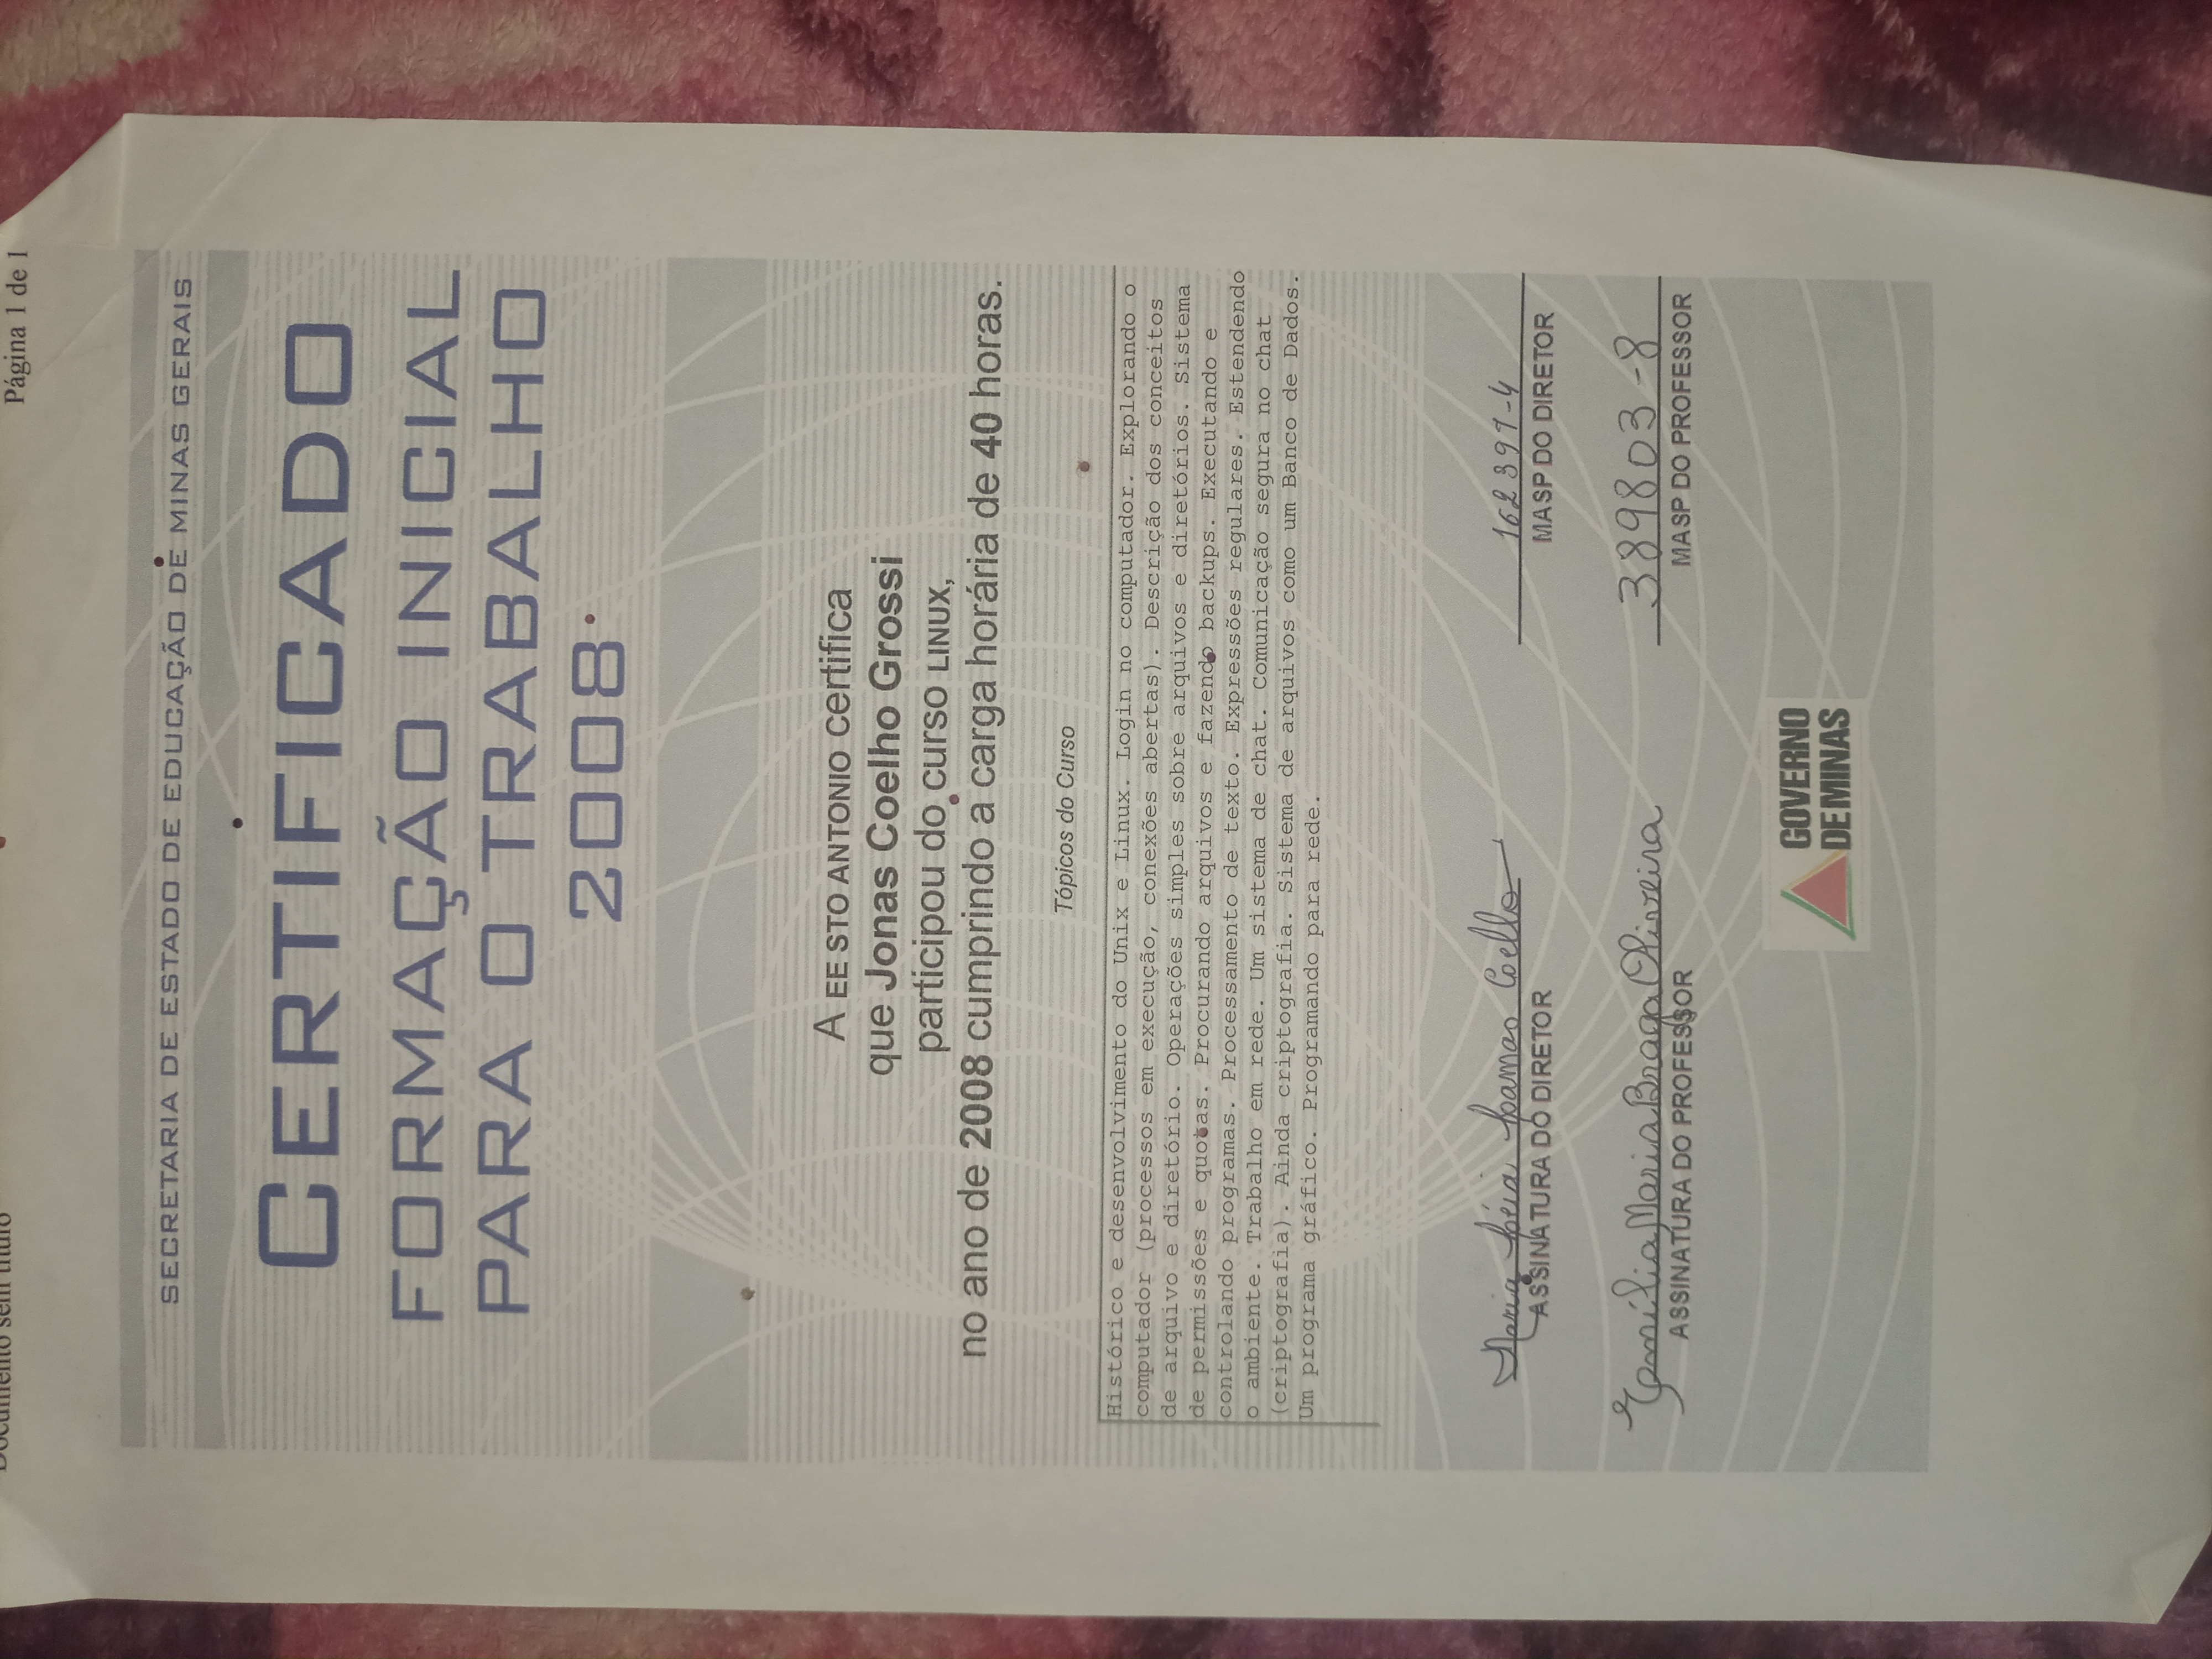 Documento sem título
Página 1 de 1
SECRETARIA DE ESTADO DE EDUCAÇÃO DE MINAS GERAIS
CERTIFICADO
FORMAÇÃO INICIAL
PARA O TRABALHO
2008
A EE STO ANTONIO certifica
que Jonas Coelho Grossi
participou do curso LINUX,
no ano de 2008 cumprindo a carga horária de 40 horas.
Tópicos do Curso
Histórico e desenvolvimento do Unix e Linux. Login no computador. Explorando o
computador (processos em execução, conexões abertas). Descrição dos conceitos
de arquivo e diretório. Operações simples sobre arquivos e diretórios. Sistema
de permissões e quotas. Procurando arquivos e fazendo backups. Executando e
controlando programas. Processamento de texto. Expressões regulares. Estendendo
o ambiente. Trabalho em rede. Um sistema de chat. Comunicação segura no chat
(criptografia). Ainda criptografia. Sistema de arquivos como um Banco de Dados.
Um programa gráfico. Programando para rede.
Maria Coelho 162397-4
ASSINATURA DO DIRETOR MASP DO DIRETOR
Maria Braga Oliveira 389803-8
ASSINATURA DO PROFESSOR MASP DO PROFESSOR
GOVERNO
DE MINAS